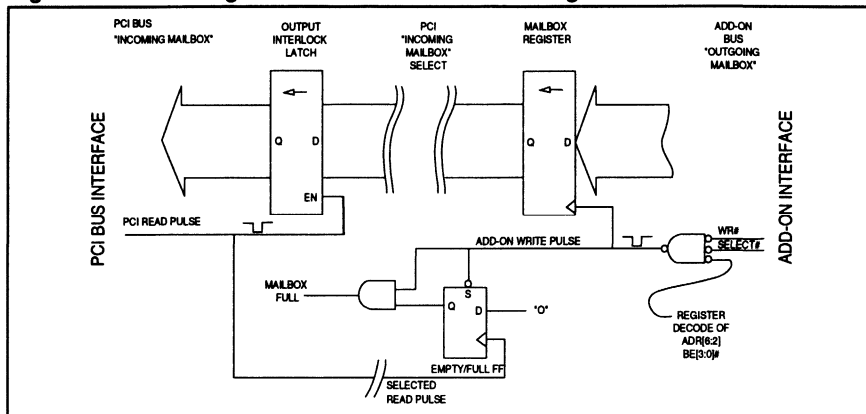 PCI BUS
"INCOMING MAILBOX"
OUTPUT
INTERLOCK
LATCH
PCI
"INCOMING
MAILBOX"
SELECT
MAILBOX
REGISTER
ADD-ON
BUS
"OUTGOING
MAILBOX"
PCI BUS INTERFACE
Q
D
EN
Q
D
ADD-ON INTERFACE
PCI READ PULSE
ADD-ON WRITE PULSE
WR#
SELECT#
MAILBOX
FULL
S
Q
D
"O"
EMPTY/FULL FF
REGISTER
DECODE OF
ADR[6:2]
BE[3:0]#
SELECTED
READ PULSE